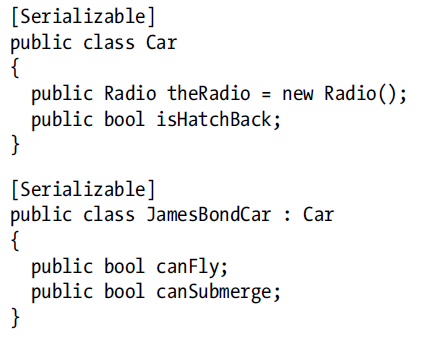 [Serializable]
public class Car
{
  public Radio theRadio = new Radio();
  public bool isHatchBack;
}

[Serializable]
public class JamesBondCar : Car
{
  public bool canFly;
  public bool canSubmerge;
}